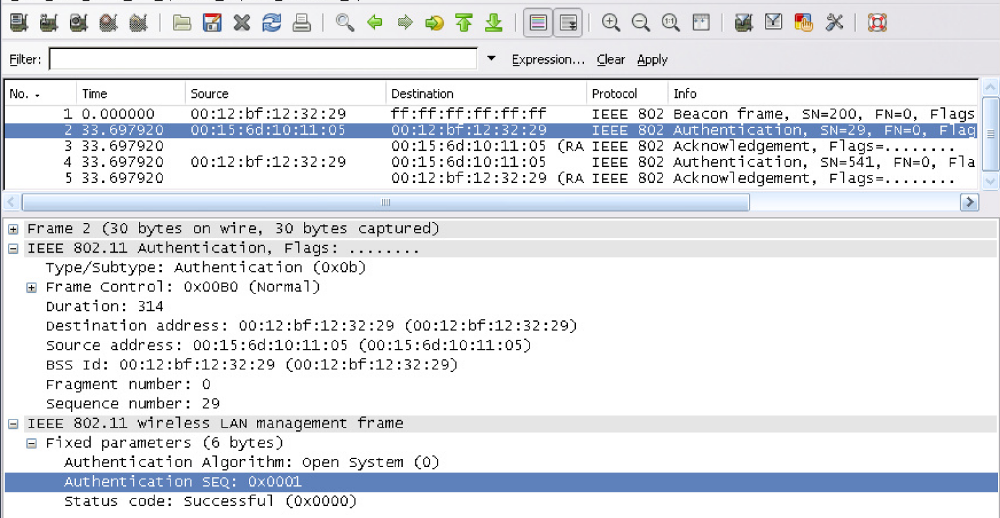 Filter: Expression... Clear Apply
No. Time Source Destination Protocol Info
1 0.000000 00:12:bf:12:32:29 ff:ff:ff:ff:ff:ff IEEE 802 Beacon frame, SN=200, FN=0, Flags
2 33.697920 00:15:6d:10:11:05 00:12:bf:12:32:29 IEEE 802 Authentication, SN=29, FN=0, Flag
3 33.697920 00:15:6d:10:11:05 (RA IEEE 802 Acknowledgement, Flags=........
4 33.697920 00:12:bf:12:32:29 00:15:6d:10:11:05 IEEE 802 Authentication, SN=541, FN=0, Fla
5 33.697920 00:12:bf:12:32:29 (RA IEEE 802 Acknowledgement, Flags=........
Frame 2 (30 bytes on wire, 30 bytes captured)
IEEE 802.11 Authentication, Flags: ........
Type/Subtype: Authentication (0x0b)
Frame Control: 0x00B0 (Normal)
Duration: 314
Destination address: 00:12:bf:12:32:29 (00:12:bf:12:32:29)
Source address: 00:15:6d:10:11:05 (00:15:6d:10:11:05)
BSS Id: 00:12:bf:12:32:29 (00:12:bf:12:32:29)
Fragment number: 0
Sequence number: 29
IEEE 802.11 wireless LAN management frame
Fixed parameters (6 bytes)
Authentication Algorithm: Open System (0)
Authentication SEQ: 0x0001
Status code: Successful (0x0000)